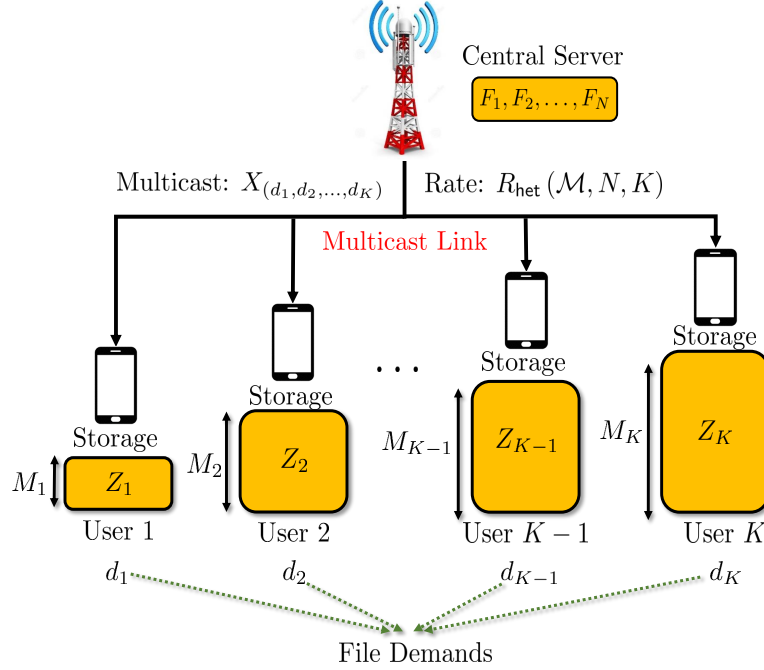 Central Server
F_1, F_2, . . . , F_N
Multicast: X_{(d_1,d_2,...,d_K)} Rate: R_{het} (ℳ, N, K)
Multicast Link
Storage
Storage
. . .
Storage
Storage
M_1 Z_1
M_2 Z_2
M_{K−1} Z_{K−1}
M_K Z_K
User 1 User 2 User K − 1 User K
d_1 d_2 d_{K−1} d_K
File Demands